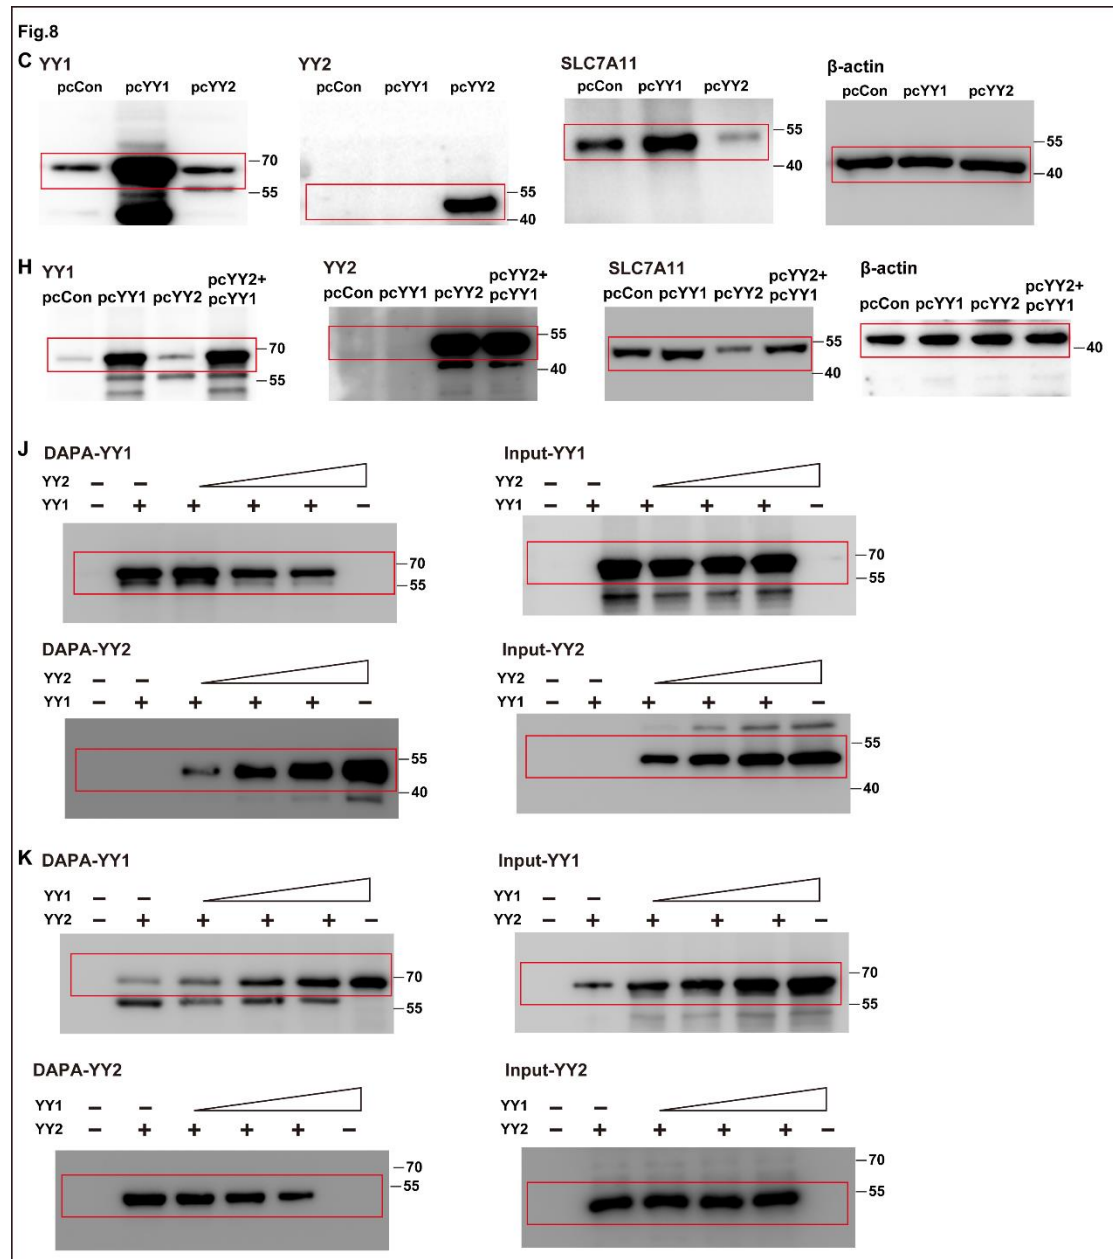 Fig.8
C YY1 YY2 SLC7A11 β-actin
pcCon pcYY1 pcYY2 pcCon pcYY1 pcYY2 pcCon pcYY1 pcYY2 pcCon pcYY1 pcYY2
–70
–55
–55
–40
–55
–40
–55
–40
H YY1 YY2 SLC7A11 β-actin
pcCon pcYY1 pcYY2 pcYY2+
pcYY1
pcCon pcYY1 pcYY2 pcYY2+
pcYY1
pcCon pcYY1 pcYY2 pcYY2+
pcYY1
pcCon pcYY1 pcYY2 pcYY2+
pcYY1
–70
–55
–55
–40
–55
–40
–40
J DAPA-YY1
YY2 – –
YY1 – + + + + –
–70
–55
Input-YY1
YY2 – –
YY1 – + + + + –
–70
–55
DAPA-YY2
YY2 – –
YY1 – + + + + –
–55
–40
Input-YY2
YY2 – –
YY1 – + + + + –
–55
–40
K DAPA-YY1
YY1 – –
YY2 – + + + + –
–70
–55
Input-YY1
YY1 – –
YY2 – + + + + –
–70
–55
DAPA-YY2
YY1 – –
YY2 – + + + + –
–70
–55
Input-YY2
YY1 – –
YY2 – + + + + –
–70
–55